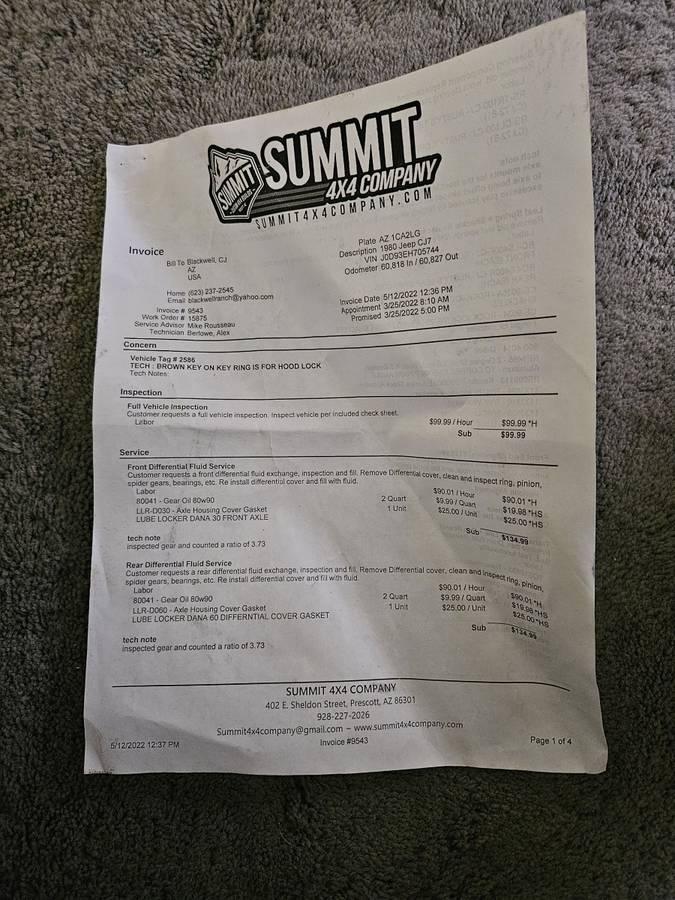 SUMMIT
SUMMIT
4X4 COMPANY
SUMMIT4X4COMPANY.COM
Invoice
Bill To Blackwell, CJ
AZ
USA
Home (623) 237-2545
Email blackwellranch@yahoo.com
Invoice # 9543
Work Order # 15875
Service Advisor Mike Rousseau
Technician Berlowe, Alex
Plate AZ 1CA2LG
Description 1980 Jeep CJ7
VIN J0D93EH705744
Odometer 60,818 In / 60,827 Out
Invoice Date 5/12/2022 12:36 PM
Appointment 3/25/2022 8:10 AM
Promised 3/25/2022 5:00 PM
Concern
Vehicle Tag # 2586
TECH : BROWN KEY ON KEY RING IS FOR HOOD LOCK
Tech Notes:
Inspection
Full Vehicle Inspection
Customer requests a full vehicle inspection. Inspect vehicle per included check sheet.
Labor $99.99 / Hour $99.99 *H
Sub $99.99
Service
Front Differential Fluid Service
Customer requests a front differential fluid exchange, inspection and fill. Remove Differential cover, clean and inspect ring, pinion,
spider gears, bearings, etc. Re install differential cover and fill with fluid.
Labor $90.01 / Hour $90.01 *H
80041 - Gear Oil 80w90 2 Quart $9.99 / Quart $19.98 *HS
LLR-D030 - Axle Housing Cover Gasket 1 Unit $25.00 / Unit $25.00 *HS
LUBE LOCKER DANA 30 FRONT AXLE
Sub $134.99
tech note
inspected gear and counted a ratio of 3.73
Rear Differential Fluid Service
Customer requests a rear differential fluid exchange, inspection and fill. Remove Differential cover, clean and inspect ring, pinion,
spider gears, bearings, etc. Re install differential cover and fill with fluid.
Labor $90.01 / Hour $90.01 *H
80041 - Gear Oil 80w90 2 Quart $9.99 / Quart $19.98 *HS
LLR-D060 - Axle Housing Cover Gasket 1 Unit $25.00 / Unit $25.00 *HS
LUBE LOCKER DANA 60 DIFFERNTIAL COVER GASKET
Sub $134.99
tech note
inspected gear and counted a ratio of 3.73
SUMMIT 4X4 COMPANY
402 E. Sheldon Street, Prescott, AZ 86301
928-227-2026
Summit4x4company@gmail.com ~ www.summit4x4company.com
5/12/2022 12:37 PM Invoice #9543 Page 1 of 4